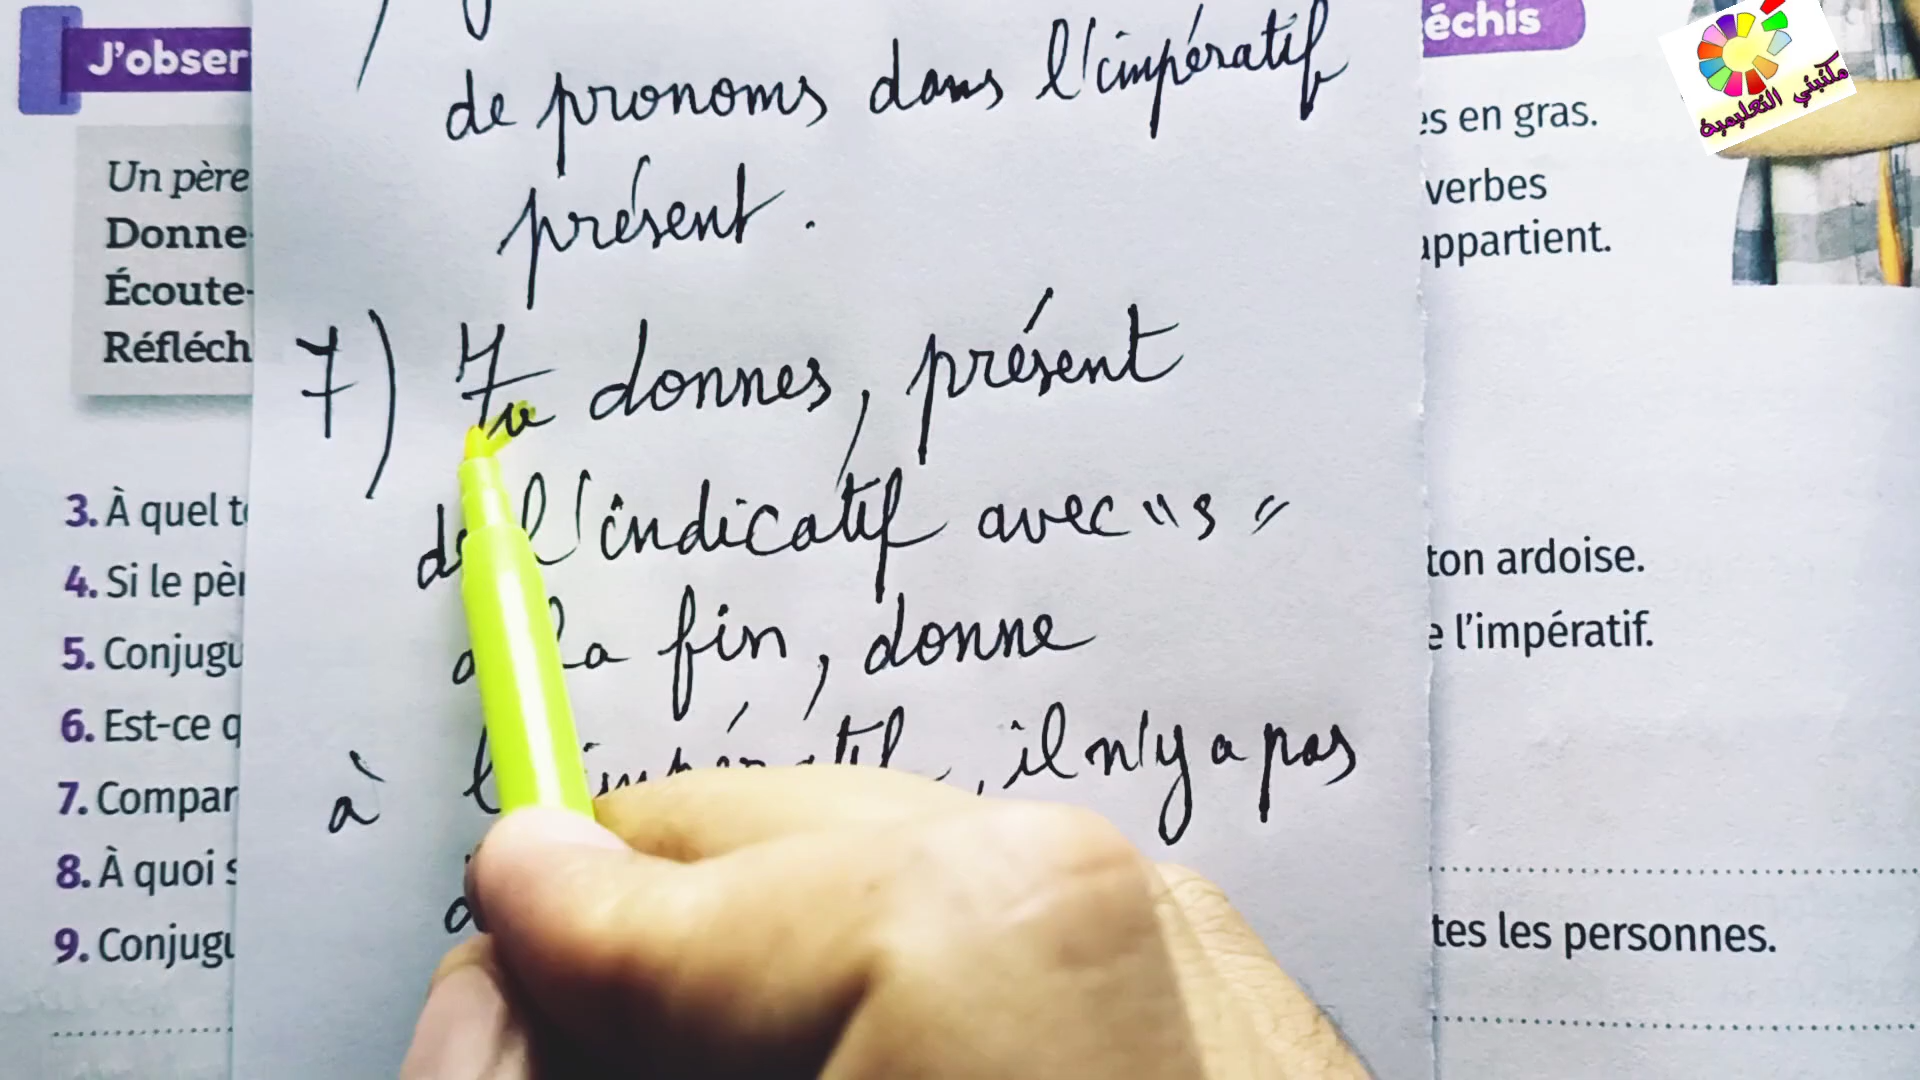 J'obser
échis
مكتبتي التعليمية
de pronoms dans l'impératif
présent.
Un père
Donne-
Écoute-
Réfléch
es en gras.
verbes
appartient.
7) Tu donnes, présent
de l'indicatif avec "s"
à la fin, donne
à l'impératif, il n'y a pas
3. À quel t
4. Si le pèr
5. Conjugu
6. Est-ce q
7. Compar
8. À quoi s
9. Conjugu
ton ardoise.
e l'impératif.
tes les personnes.